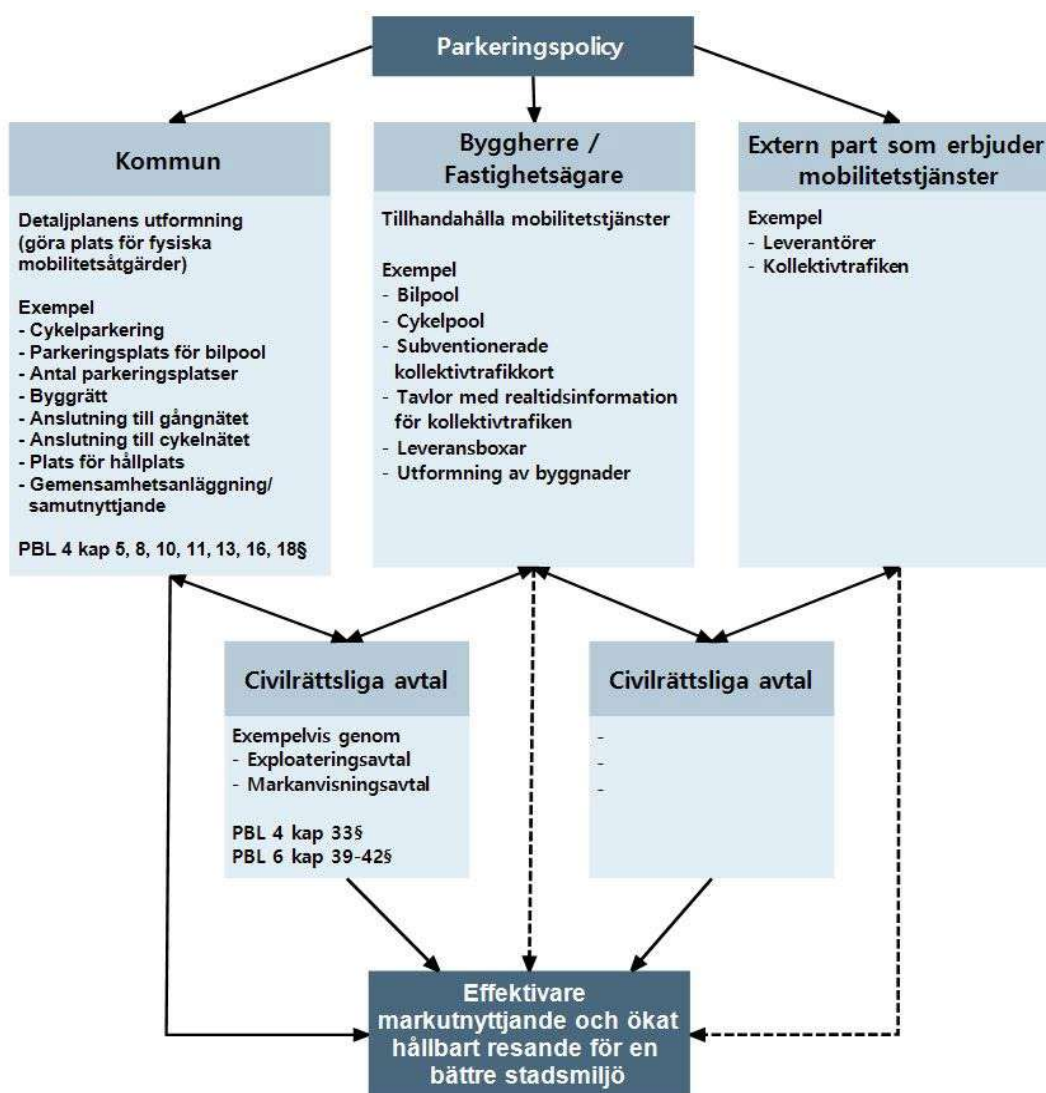 Parkeringspolicy
Kommun
Detaljplanens utformning
(göra plats för fysiska
mobilitetsåtgärder)
Exempel
- Cykelparkering
- Parkeringsplats för bilpool
- Antal parkeringsplatser
- Byggrätt
- Anslutning till gångnätet
- Anslutning till cykelnätet
- Plats för hållplats
- Gemensamhetsanläggning/
samutnyttjande
PBL 4 kap 5, 8, 10, 11, 13, 16, 18§
Byggherre /
Fastighetsägare
Tillhandahålla mobilitetstjänster
Exempel
- Bilpool
- Cykelpool
- Subventionerade
kollektivtrafikkort
- Tavlor med realtidsinformation
för kollektivtrafiken
- Leveransboxar
- Utformning av byggnader
Extern part som erbjuder
mobilitetstjänster
Exempel
- Leverantörer
- Kollektivtrafiken
Civilrättsliga avtal
Exempelvis genom
- Exploateringsavtal
- Markanvisningsavtal
PBL 4 kap 33§
PBL 6 kap 39-42§
Civilrättsliga avtal
-
-
-
Effektivare
markutnyttjande och ökat
hållbart resande för en
bättre stadsmiljö